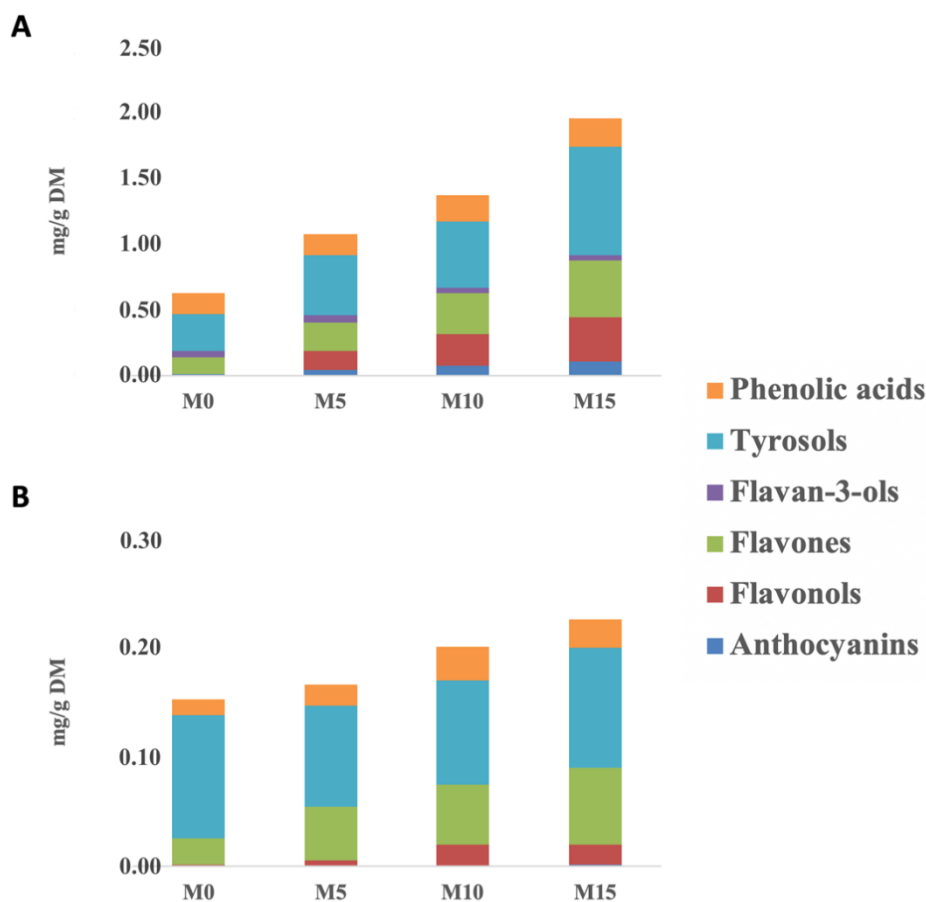 A
2.50
2.00
1.50
1.00
0.50
0.00
mg/g DM
M0 M5 M10 M15
Phenolic acids
Tyrosols
Flavan-3-ols
Flavones
Flavonols
Anthocyanins
B
0.30
0.20
0.10
0.00
mg/g DM
M0 M5 M10 M15